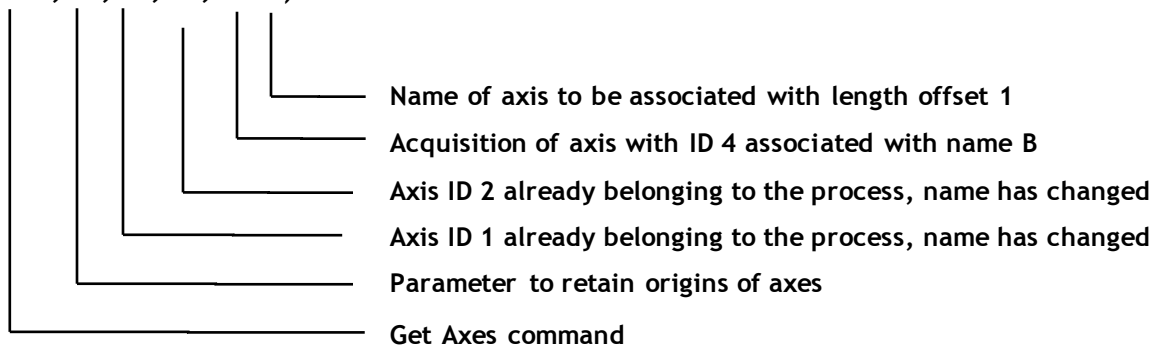 Name of axis to be associated with length offset 1
Acquisition of axis with ID 4 associated with name B
Axis ID 2 already belonging to the process, name has changed
Axis ID 1 already belonging to the process, name has changed
Parameter to retain origins of axes
Get Axes command